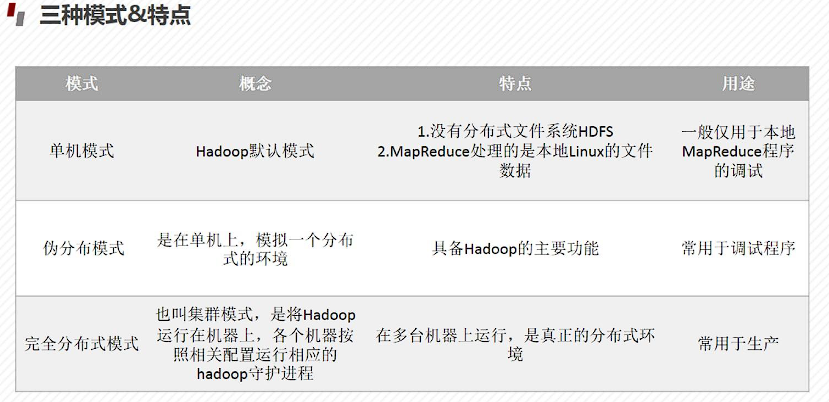 三种模式&特点
模式 概念 特点 用途
单机模式
Hadoop默认模式
1.没有分布式文件系统HDFS
2.MapReduce处理的是本地Linux的文件
数据
一般仅用于本地
MapReduce程序
的调试
伪分布模式
是在单机上，模拟一个分布
式的环境
具备Hadoop的主要功能
常用于调试程序
完全分布式模式
也叫集群模式，是将Hadoop
运行在机器上，各个机器按
照相关配置运行相应的
hadoop守护进程
在多台机器上运行，是真正的分布式环
境
常用于生产